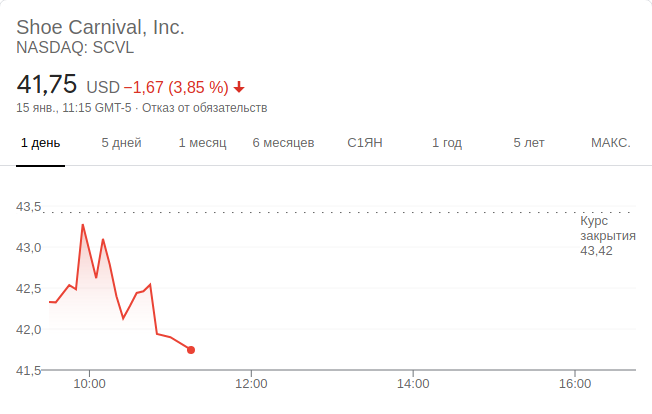 Shoe Carnival, Inc.
NASDAQ: SCVL
41,75 USD −1,67 (3,85 %)
15 янв., 11:15 GMT-5 · Отказ от обязательств
1 день 5 дней 1 месяц 6 месяцев С1ЯН 1 год 5 лет МАКС.
43,5
Курс
закрытия
43,42
43,0
42,5
42,0
41,5
10:00 12:00 14:00 16:00